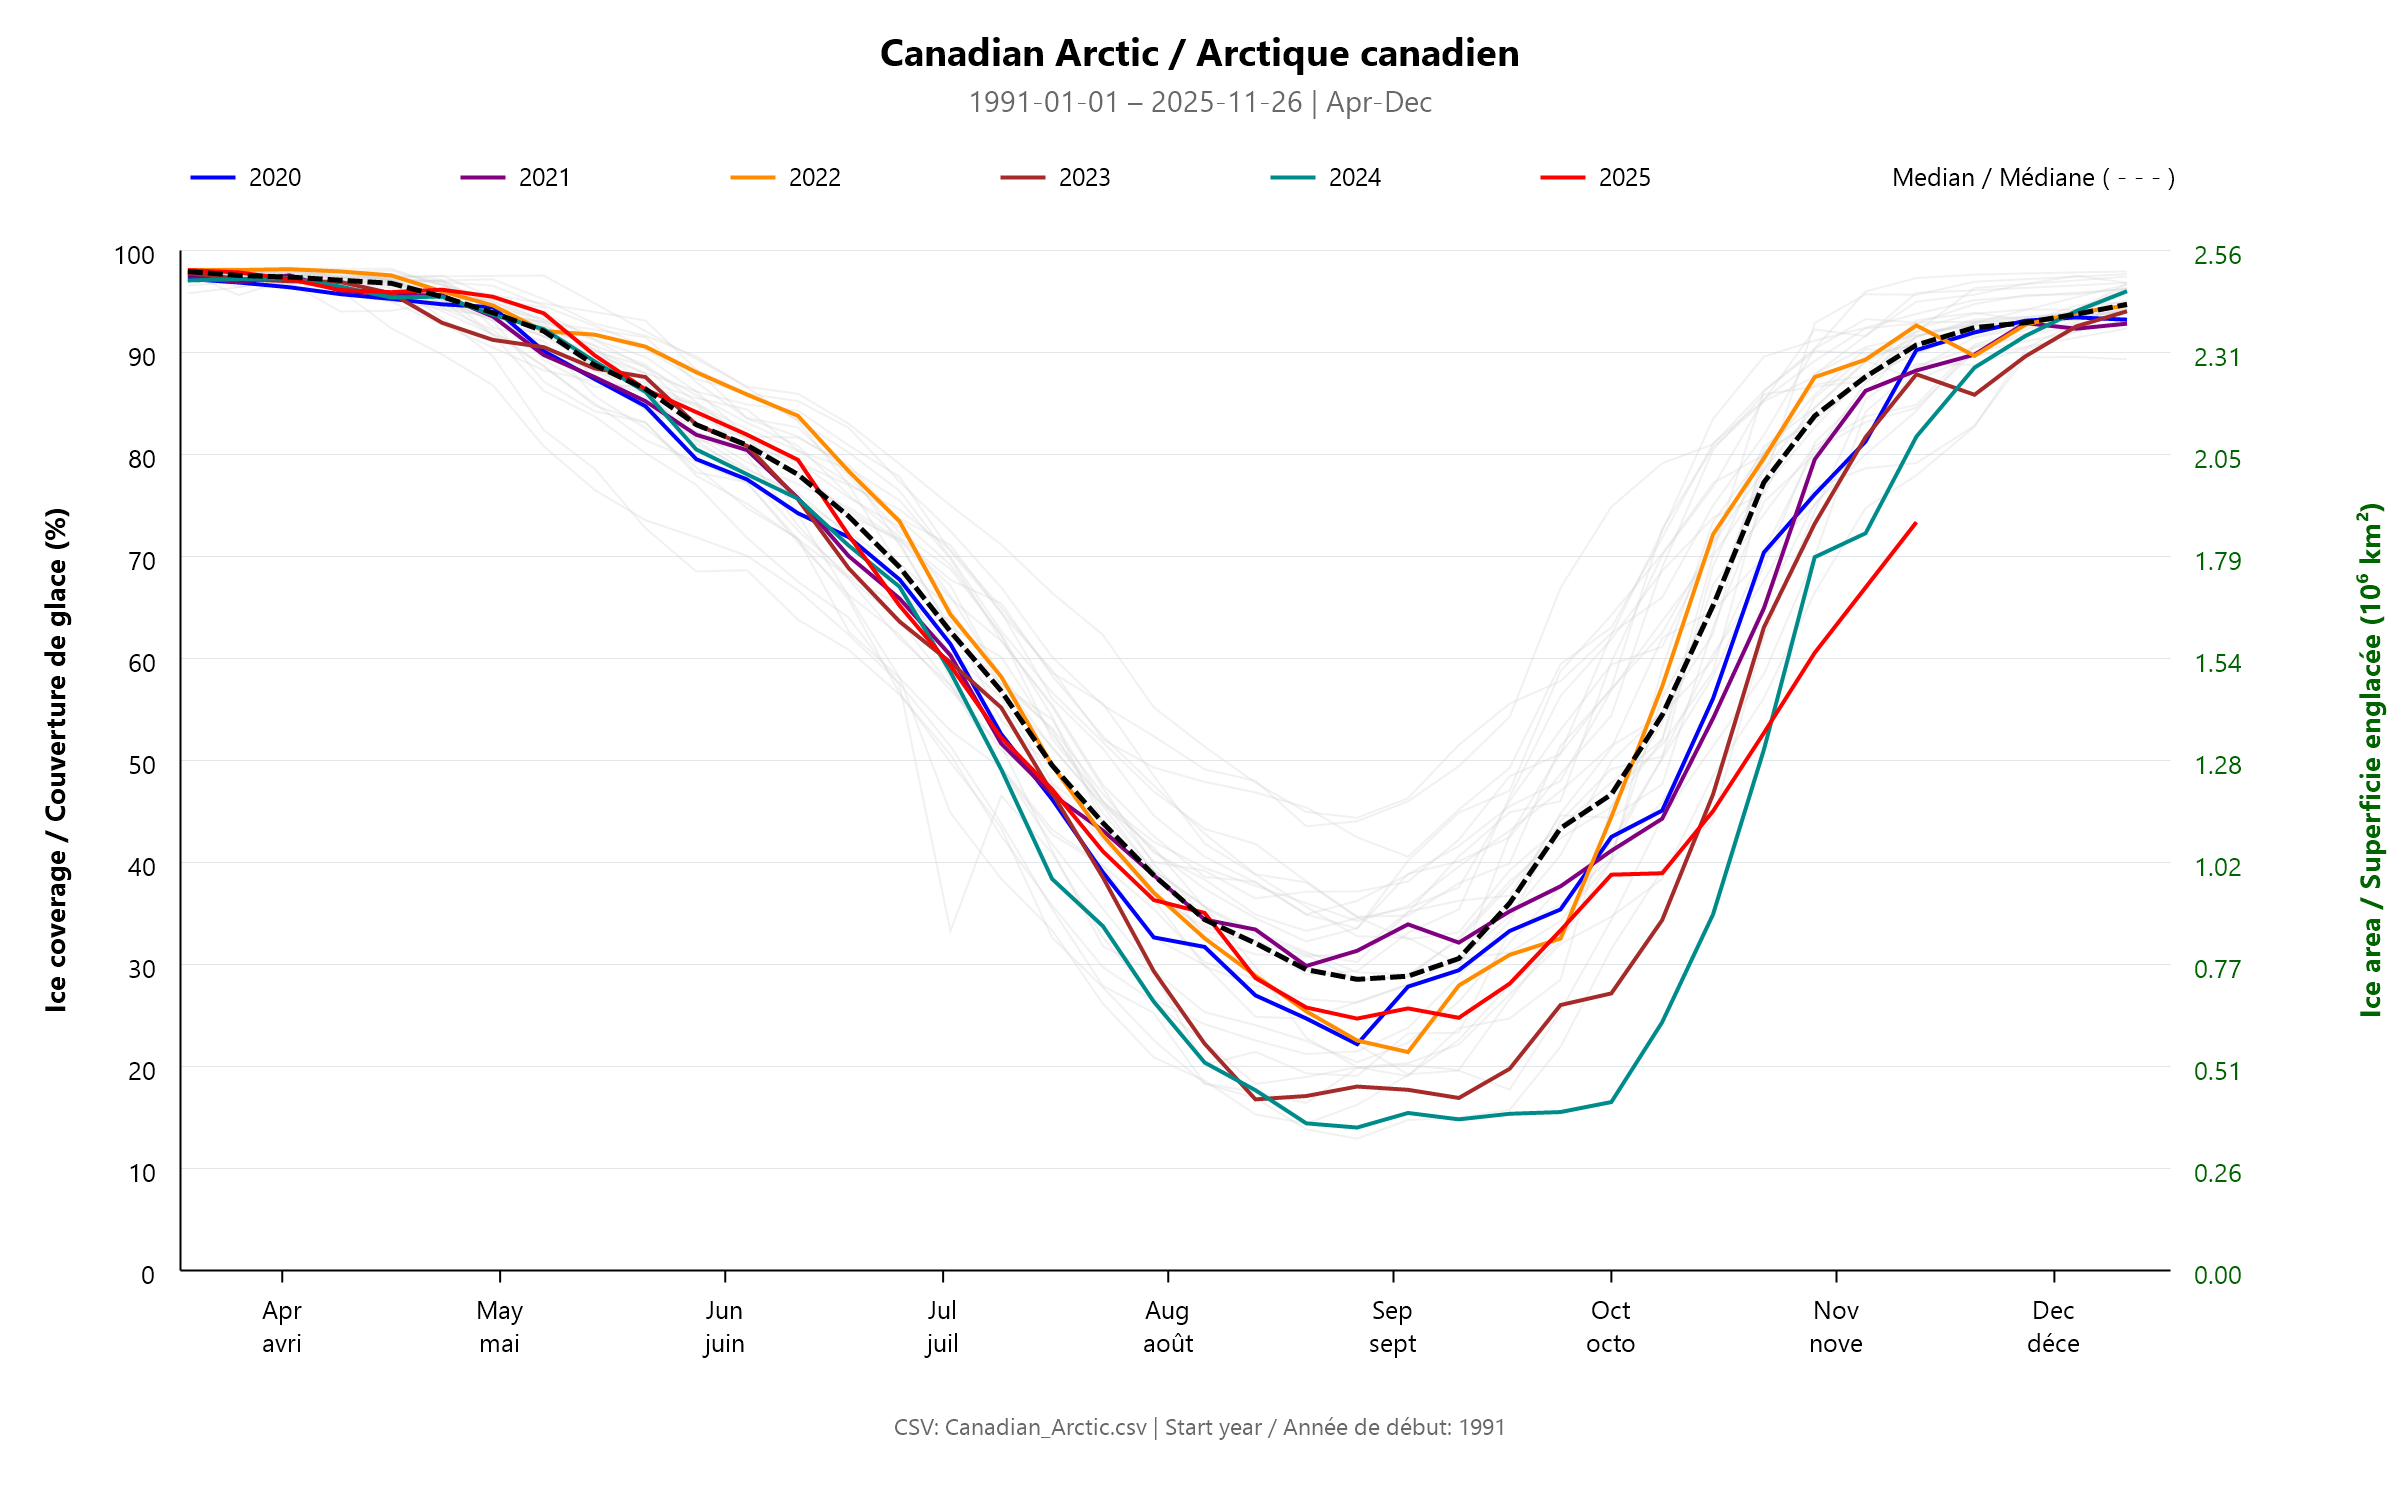 Canadian Arctic / Arctique canadien
1991-01-01 – 2025-11-26 | Apr-Dec
2020 2021 2022 2023 2024 2025 Median / Médiane ( - - - )
Ice coverage / Couverture de glace (%)
100
90
80
70
60
50
40
30
20
10
0
2.56
2.31
2.05
1.79
1.54
1.28
1.02
0.77
0.51
0.26
0.00
Ice area / Superficie englacée (10⁶ km²)
Apr May Jun Jul Aug Sep Oct Nov Dec
avri mai juin juil août sept octo nove déce
CSV: Canadian_Arctic.csv | Start year / Année de début: 1991